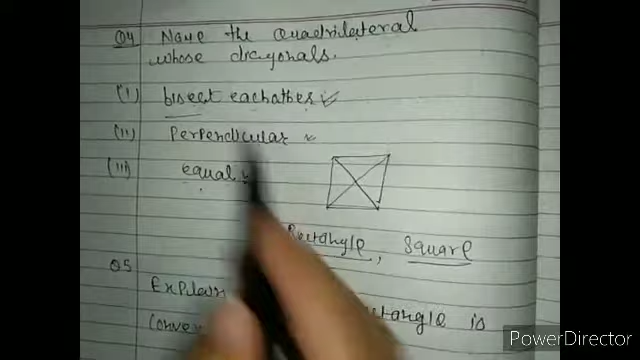 Q4 Name the Quadrilateral
whose diagonals.
(i) bisect eachother
(ii) Perpendicular
(iii) equal
Rectangle, Square
Q5
Explain
rectangle is
Conve
PowerDirector